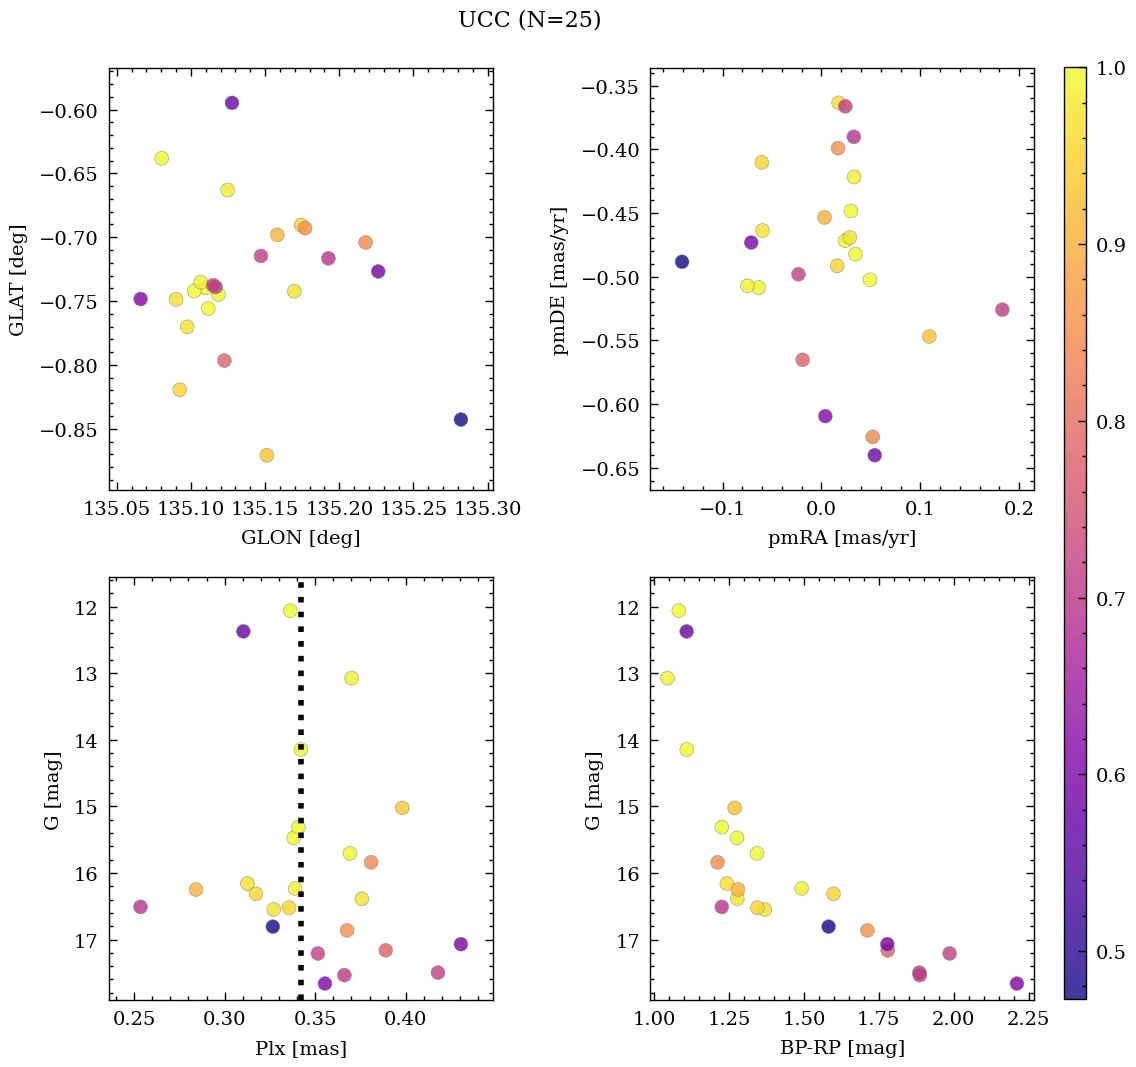 UCC (N=25)
−0.60
−0.65
−0.70
−0.75
−0.80
−0.85
GLAT [deg]
135.05 135.10 135.15 135.20 135.25 135.30
GLON [deg]
−0.35
−0.40
−0.45
−0.50
−0.55
−0.60
−0.65
pmDE [mas/yr]
−0.1 0.0 0.1 0.2
pmRA [mas/yr]
12
13
14
15
16
17
G [mag]
0.25 0.30 0.35 0.40
Plx [mas]
12
13
14
15
16
17
G [mag]
1.00 1.25 1.50 1.75 2.00 2.25
BP-RP [mag]
1.0
0.9
0.8
0.7
0.6
0.5